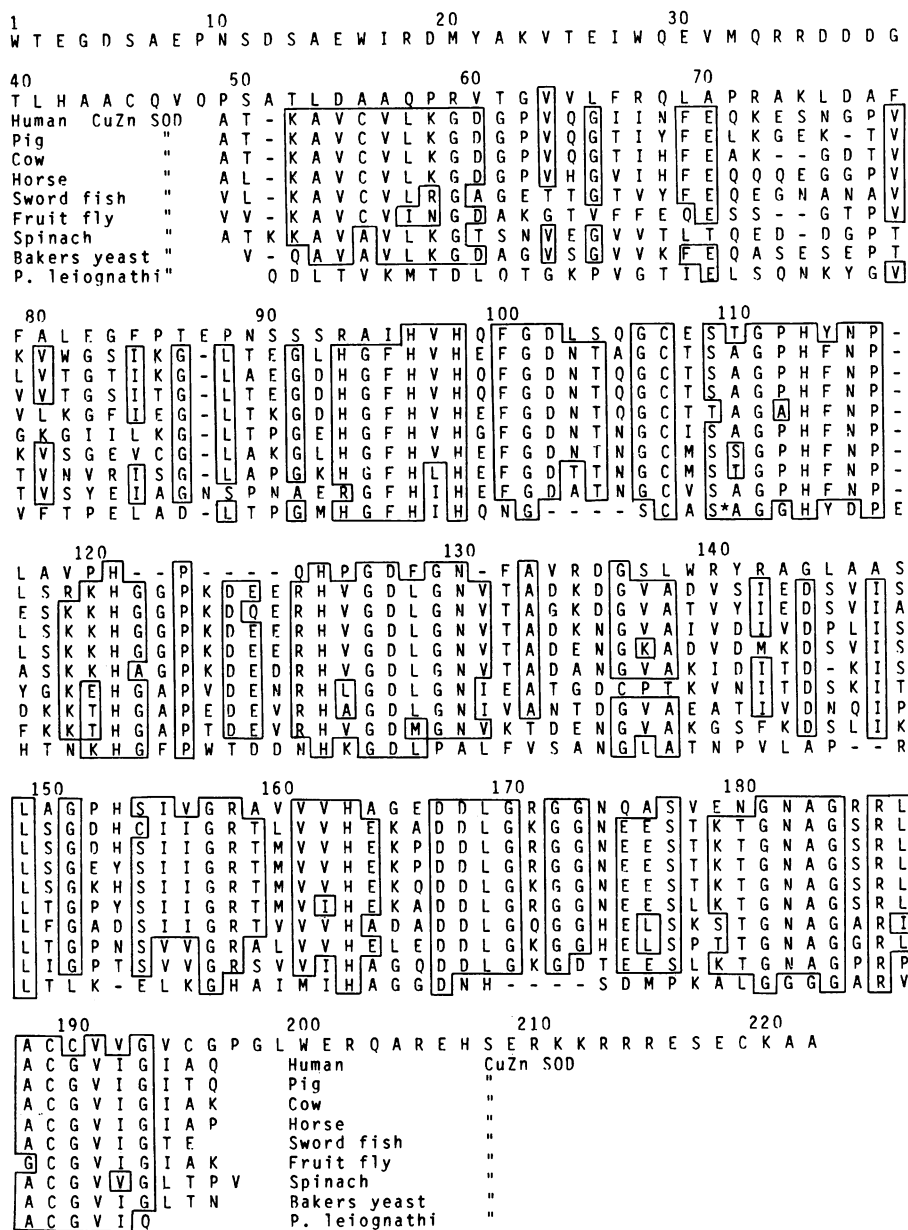 1 10 20 30
W T E G D S A E P N S D S A E W I R D M Y A K V T E I W Q E V M Q R R D D D G
40 50 60 70
T L H A A C Q V O P S A T L D A A Q P R V T G V V L F R Q L A P R A K L D A F
Human CuZn SOD A T - K A V C V L K G D G P V Q G I I N F E Q K E S N G P V
Pig " A T - K A V C V L K G D G P V Q G T I Y F E L K G E K - T V
Cow " A T - K A V C V L K G D G P V Q G T I H F E A K - - G D T V
Horse " A L - K A V C V L K G D G P V H G V I H F E Q Q Q E G G P V
Sword fish " V L - K A V C V L R G A G E T T G T V Y F E Q E G N A N A V
Fruit fly " V V - K A V C V I N G D A K G T V F F E Q E S S - - G T P V
Spinach " A T K K A V A V L K G T S N V E G V V T L T Q E D - D G P T
Bakers yeast " V - Q A V A V L K G D A G V S G V V K F E Q A S E S E P T
P. leiognathi " Q D L T V K M T D L Q T G K P V G T I E L S Q N K Y G V
80 90 100 110
F A L F G F P T E P N S S S R A I H V H Q F G D L S Q G C E S T G P H Y N P -
K V W G S I K G - L T E G L H G F H V H E F G D N T A G C T S A G P H F N P -
L V T G T I K G - L A E G D H G F H V H Q F G D N T Q G C T S A G P H F N P -
V V T G S I T G - L T E G D H G F H V H Q F G D N T Q G C T S A G P H F N P -
V L K G F I E G - L T K G D H G F H V H E F G D N T Q G C T T A G A H F N P -
G K G I I L K G - L T P G E H G F H V H G F G D N T N G C I S A G P H F N P -
K V S G E V C G - L A K G L H G F H V H E F G D N T N G C M S S G P H F N P -
T V N V R I S G - L A P G K H G F H L H E F G D T T N G C M S T G P H F N P -
T V S Y E I A G N S P N A E R G F H I H E F G D A T N G C V S A G P H F N P -
V F T P E L A D - L T P G M H G F H I H Q N G - - - - S C A S * A G G H Y D P E
120 130 140
L A V P H - - P - - - - Q H P G D F G N - F A V R D G S L W R Y R A G L A A S
L S R K H G G P K D E E R H V G D L G N V T A D K D G V A D V S I E D S V I S
E S K K H G G P K D Q E R H V G D L G N V T A G K D G V A T V Y I E D S V I A
L S K K H G G P K D E E R H V G D L G N V T A D K N G V A I V D I V D P L I S
L S K K H G G P K D E E R H V G D L G N V T A D E N G K A D V D M K D S V I S
A S K K H A G P K D E D R H V G D L G N V T A D A N G V A K I D I T D - K I S
Y G K E H G A P V D E N R H L G D L G N I E A T G D C P T K V N I T D S K I T
D K K T H G A P E D E V R H A G D L G N I V A N T D G V A E A T I V D N Q I P
F K K T H G A P T D E V R H V G D M G N V K T D E N G V A K G S F K D S L I K
H T N K H G F P W T D D N H K G D L P A L F V S A N G L A T N P V L A P - - R
150 160 170 180
L A G P H S I V G R A V V V H A G E D D L G R G G N Q A S V E N G N A G R R L
L S G D H C I I G R T L V V H E K A D D L G K G G N E E S T K T G N A G S R L
L S G D H S I I G R T M V V H E K P D D L G R G G N E E S T K T G N A G S R L
L S G E Y S I I G R T M V V H E K P D D L G R G G N E E S T K T G N A G S R L
L S G K H S I I G R T M V V H E K Q D D L G K G G N E E S T K T G N A G S R L
L T G P Y S I I G R T M V I H E K A D D L G R G G N E E S L K T G N A G S R L
L F G A D S I I G R T V V V H A D A D D L G Q G G H E L S K S T G N A G A R I
L T G P N S V V G R A L V V H E L E D D L G K G G H E L S P T T G N A G G R L
L I G P T S V V G R S V V I H A G Q D D L G K G D T E E S L K T G N A G P R P
L T L K - E L K G H A I M I H A G G D N H - - - - S D M P K A L G G G G A R V
190 200 210 220
A C C V V G V C G P G L W E R Q A R E H S E R K K R R R E S E C K A A
A C G V I G I A Q Human CuZn SOD
A C G V I G I T Q Pig "
A C G V I G I A K Cow "
A C G V I G I A P Horse "
A C G V I G T E Sword fish "
G C G V I G I A K Fruit fly "
A C G V V G L T P V Spinach "
A C G V I G L T N Bakers yeast "
A C G V I Q P. leiognathi "